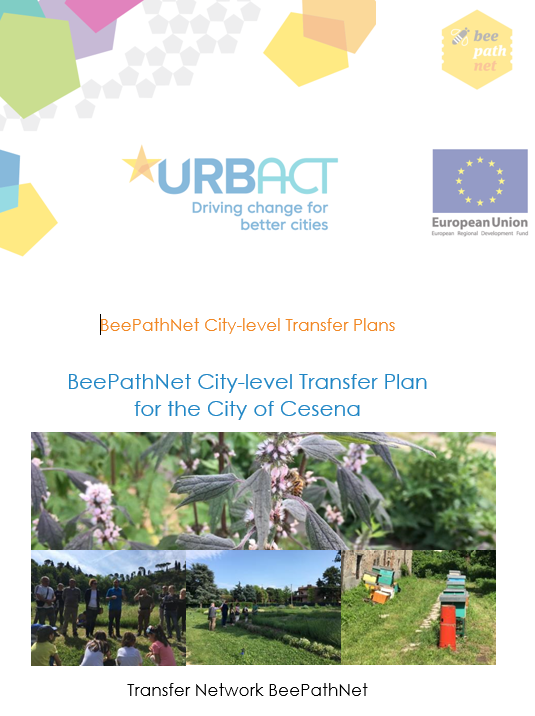 bee
path
net
URBACT
Driving change for
better cities
European Union
European Regional Development Fund
BeePathNet City-level Transfer Plans
BeePathNet City-level Transfer Plan
for the City of Cesena
Transfer Network BeePathNet